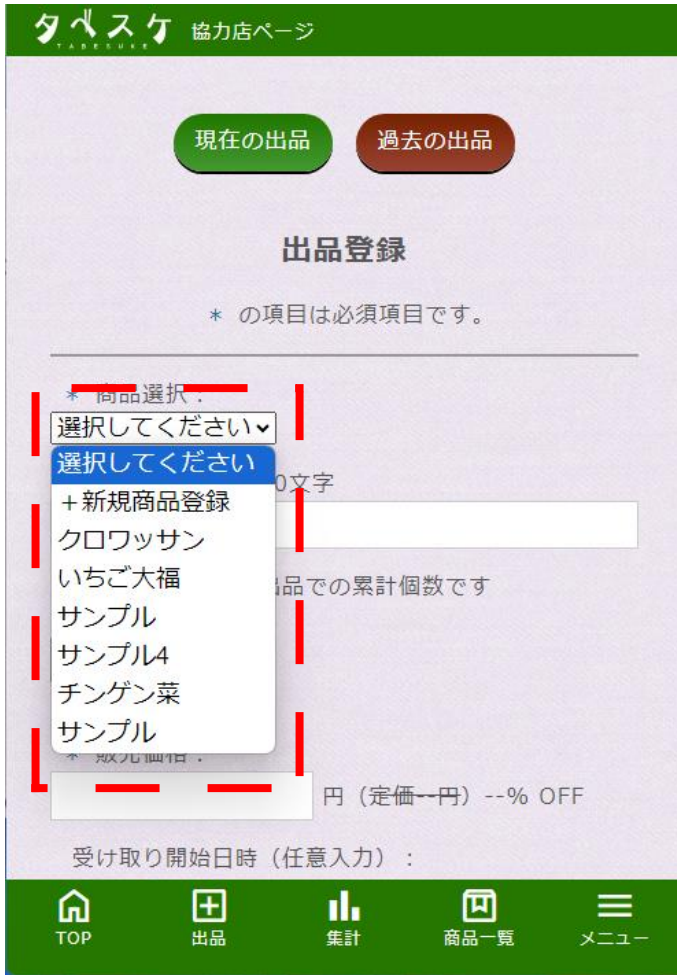 タベスケ 協力店ページ
TABESUKE
現在の出品 過去の出品
出品登録
* の項目は必須項目です。
* 商品選択：
選択してください
選択してください
＋新規商品登録
0文字
クロワッサン
いちご大福
出品での累計個数です
サンプル
サンプル4
チンゲン菜
サンプル
* 販売価格：
円（定価--円）--% OFF
受け取り開始日時（任意入力）：
TOP 出品 集計 商品一覧 メニュー